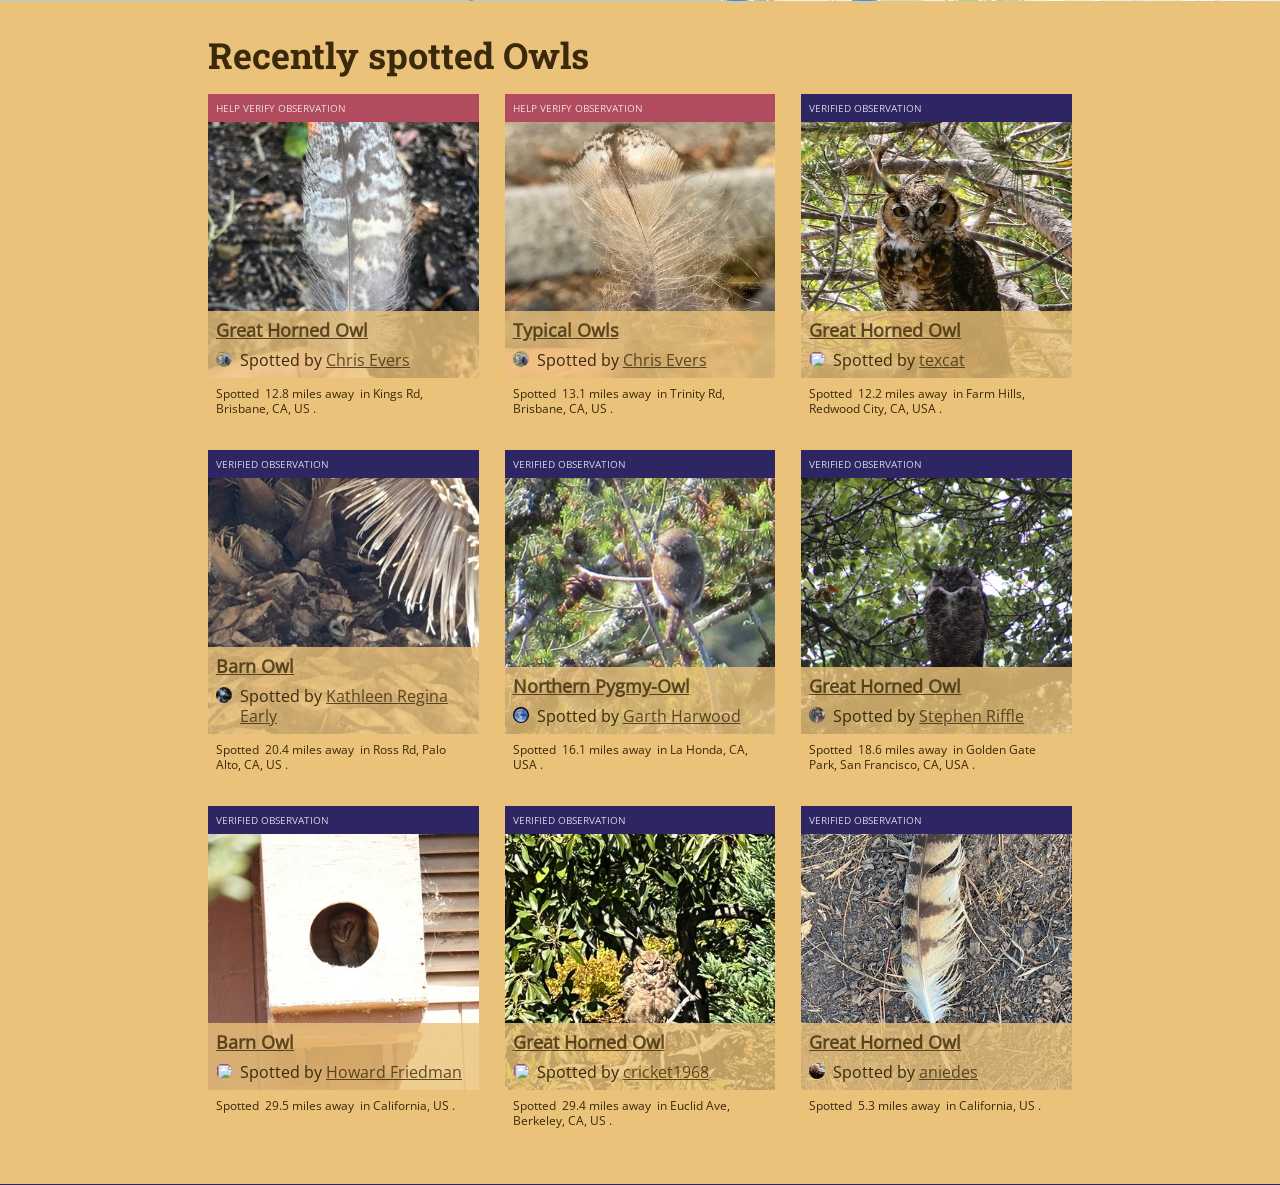 Recently spotted Owls
HELP VERIFY OBSERVATION
Great Horned Owl
Spotted by Chris Evers
Spotted 12.8 miles away in Kings Rd,
Brisbane, CA, US .
HELP VERIFY OBSERVATION
Typical Owls
Spotted by Chris Evers
Spotted 13.1 miles away in Trinity Rd,
Brisbane, CA, US .
VERIFIED OBSERVATION
Great Horned Owl
Spotted by texcat
Spotted 12.2 miles away in Farm Hills,
Redwood City, CA, USA .
VERIFIED OBSERVATION
Barn Owl
Spotted by Kathleen Regina
Early
Spotted 20.4 miles away in Ross Rd, Palo
Alto, CA, US .
VERIFIED OBSERVATION
Northern Pygmy-Owl
Spotted by Garth Harwood
Spotted 16.1 miles away in La Honda, CA,
USA .
VERIFIED OBSERVATION
Great Horned Owl
Spotted by Stephen Riffle
Spotted 18.6 miles away in Golden Gate
Park, San Francisco, CA, USA .
VERIFIED OBSERVATION
Barn Owl
Spotted by Howard Friedman
Spotted 29.5 miles away in California, US .
VERIFIED OBSERVATION
Great Horned Owl
Spotted by cricket1968
Spotted 29.4 miles away in Euclid Ave,
Berkeley, CA, US .
VERIFIED OBSERVATION
Great Horned Owl
Spotted by aniedes
Spotted 5.3 miles away in California, US .